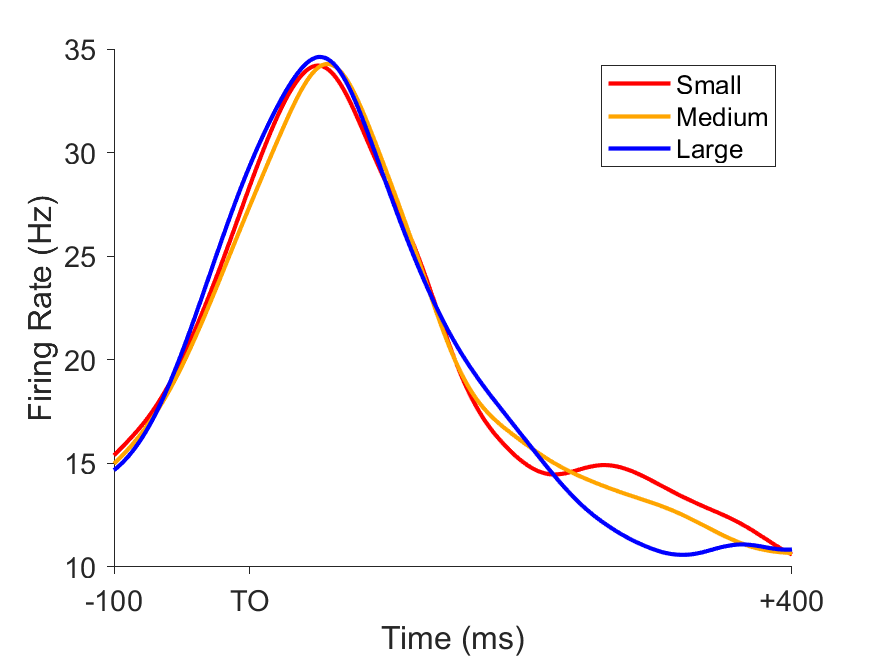 35
30
25
20
15
10
Firing Rate (Hz)
Small
Medium
Large
-100
TO
+400
Time (ms)